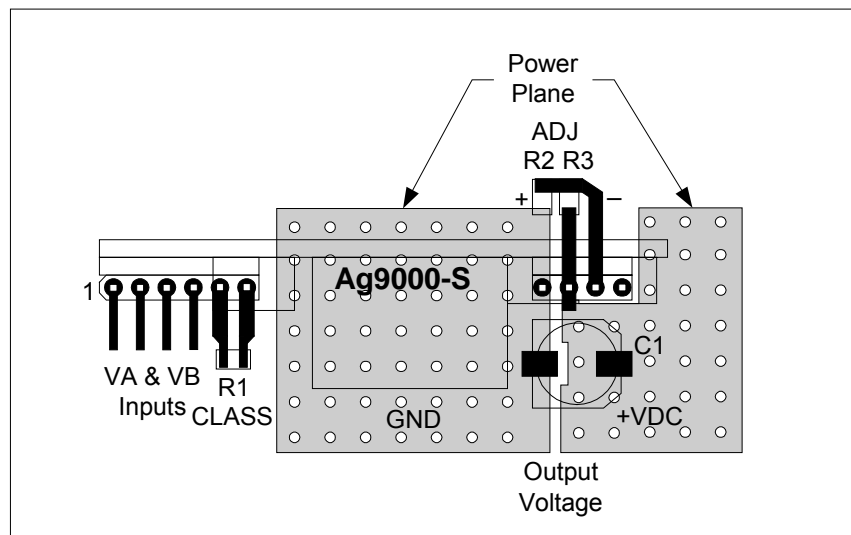 Power
Plane
ADJ
R2 R3
+ –
Ag9000-S
1
C1
VA & VB
Inputs
R1
CLASS
GND
+VDC
Output
Voltage